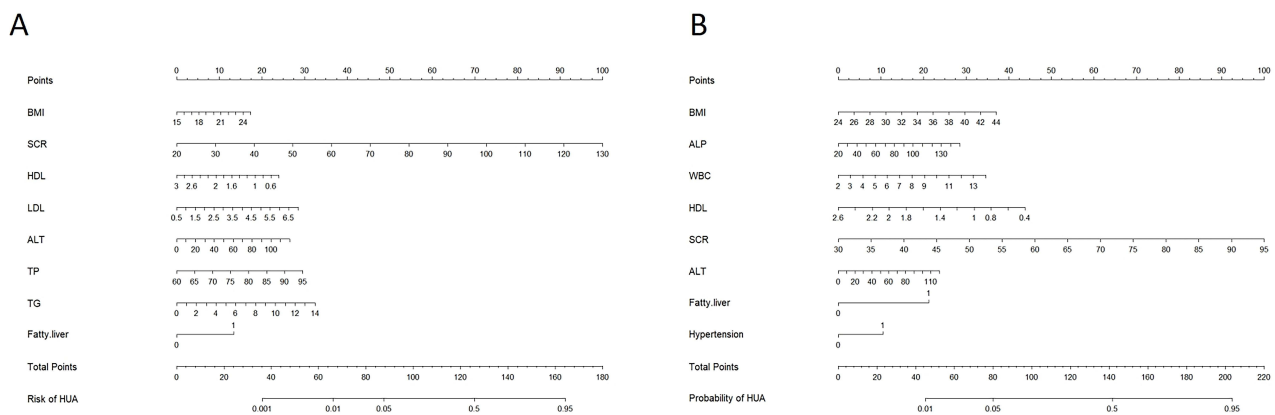 A
Points
0 10 20 30 40 50 60 70 80 90 100
BMI
15 18 21 24
SCR
20 30 40 50 60 70 80 90 100 110 120 130
HDL
3 2.6 2 1.6 1 0.6
LDL
0.5 1.5 2.5 3.5 4.5 5.5 6.5
ALT
0 20 40 60 80 100
TP
60 65 70 75 80 85 90 95
TG
0 2 4 6 8 10 12 14
Fatty.liver
1
0
Total Points
0 20 40 60 80 100 120 140 160 180
Risk of HUA
0.001 0.01 0.05 0.5 0.95
B
Points
0 10 20 30 40 50 60 70 80 90 100
BMI
24 26 28 30 32 34 36 38 40 42 44
ALP
20 40 60 80 100 130
WBC
2 3 4 5 6 7 8 9 11 13
HDL
2.6 2.2 2 1.8 1.4 1 0.8 0.4
SCR
30 35 40 45 50 55 60 65 70 75 80 85 90 95
ALT
0 20 40 60 80 110
Fatty.liver
1
0
Hypertension
1
0
Total Points
0 20 40 60 80 100 120 140 160 180 200 220
Probability of HUA
0.01 0.05 0.5 0.95